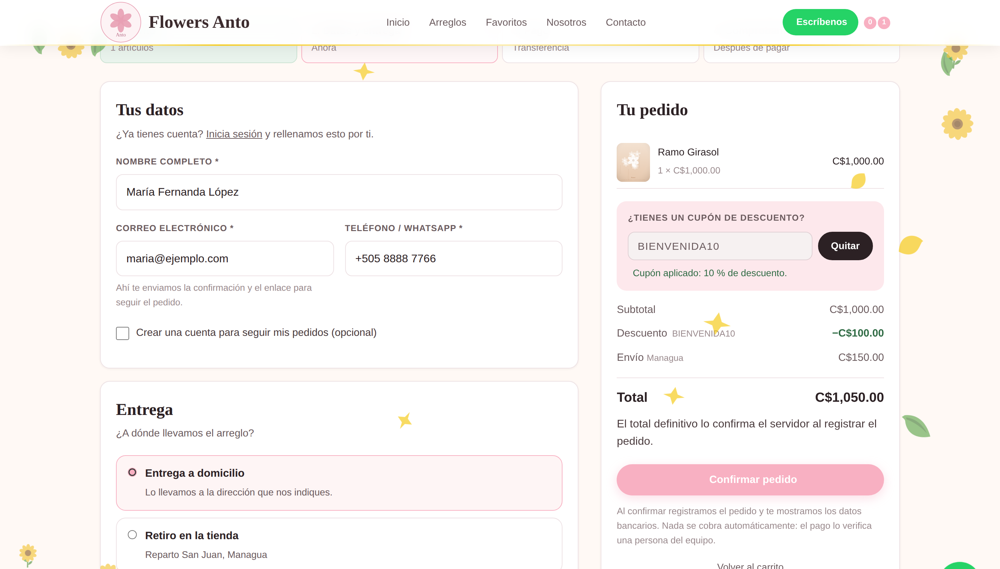 Anto
Flowers Anto
Inicio
Arreglos
Favoritos
Nosotros
Contacto
Escríbenos
0
1
1 artículos
Ahora
Transferencia
Después de pagar
Tus datos
¿Ya tienes cuenta? Inicia sesión y rellenamos esto por ti.
NOMBRE COMPLETO *
María Fernanda López
CORREO ELECTRÓNICO *
maria@ejemplo.com
Ahí te enviamos la confirmación y el enlace para
seguir el pedido.
TELÉFONO / WHATSAPP *
+505 8888 7766
Crear una cuenta para seguir mis pedidos (opcional)
Entrega
¿A dónde llevamos el arreglo?
Entrega a domicilio
Lo llevamos a la dirección que nos indiques.
Retiro en la tienda
Reparto San Juan, Managua
Tu pedido
Ramo Girasol
1 × C$1,000.00
C$1,000.00
¿TIENES UN CUPÓN DE DESCUENTO?
BIENVENIDA10
Quitar
Cupón aplicado: 10 % de descuento.
Subtotal C$1,000.00
Descuento BIENVENIDA10 −C$100.00
Envío Managua C$150.00
Total C$1,050.00
El total definitivo lo confirma el servidor al registrar el
pedido.
Confirmar pedido
Al confirmar registramos el pedido y te mostramos los datos
bancarios. Nada se cobra automáticamente: el pago lo verifica
una persona del equipo.
Volver al carrito